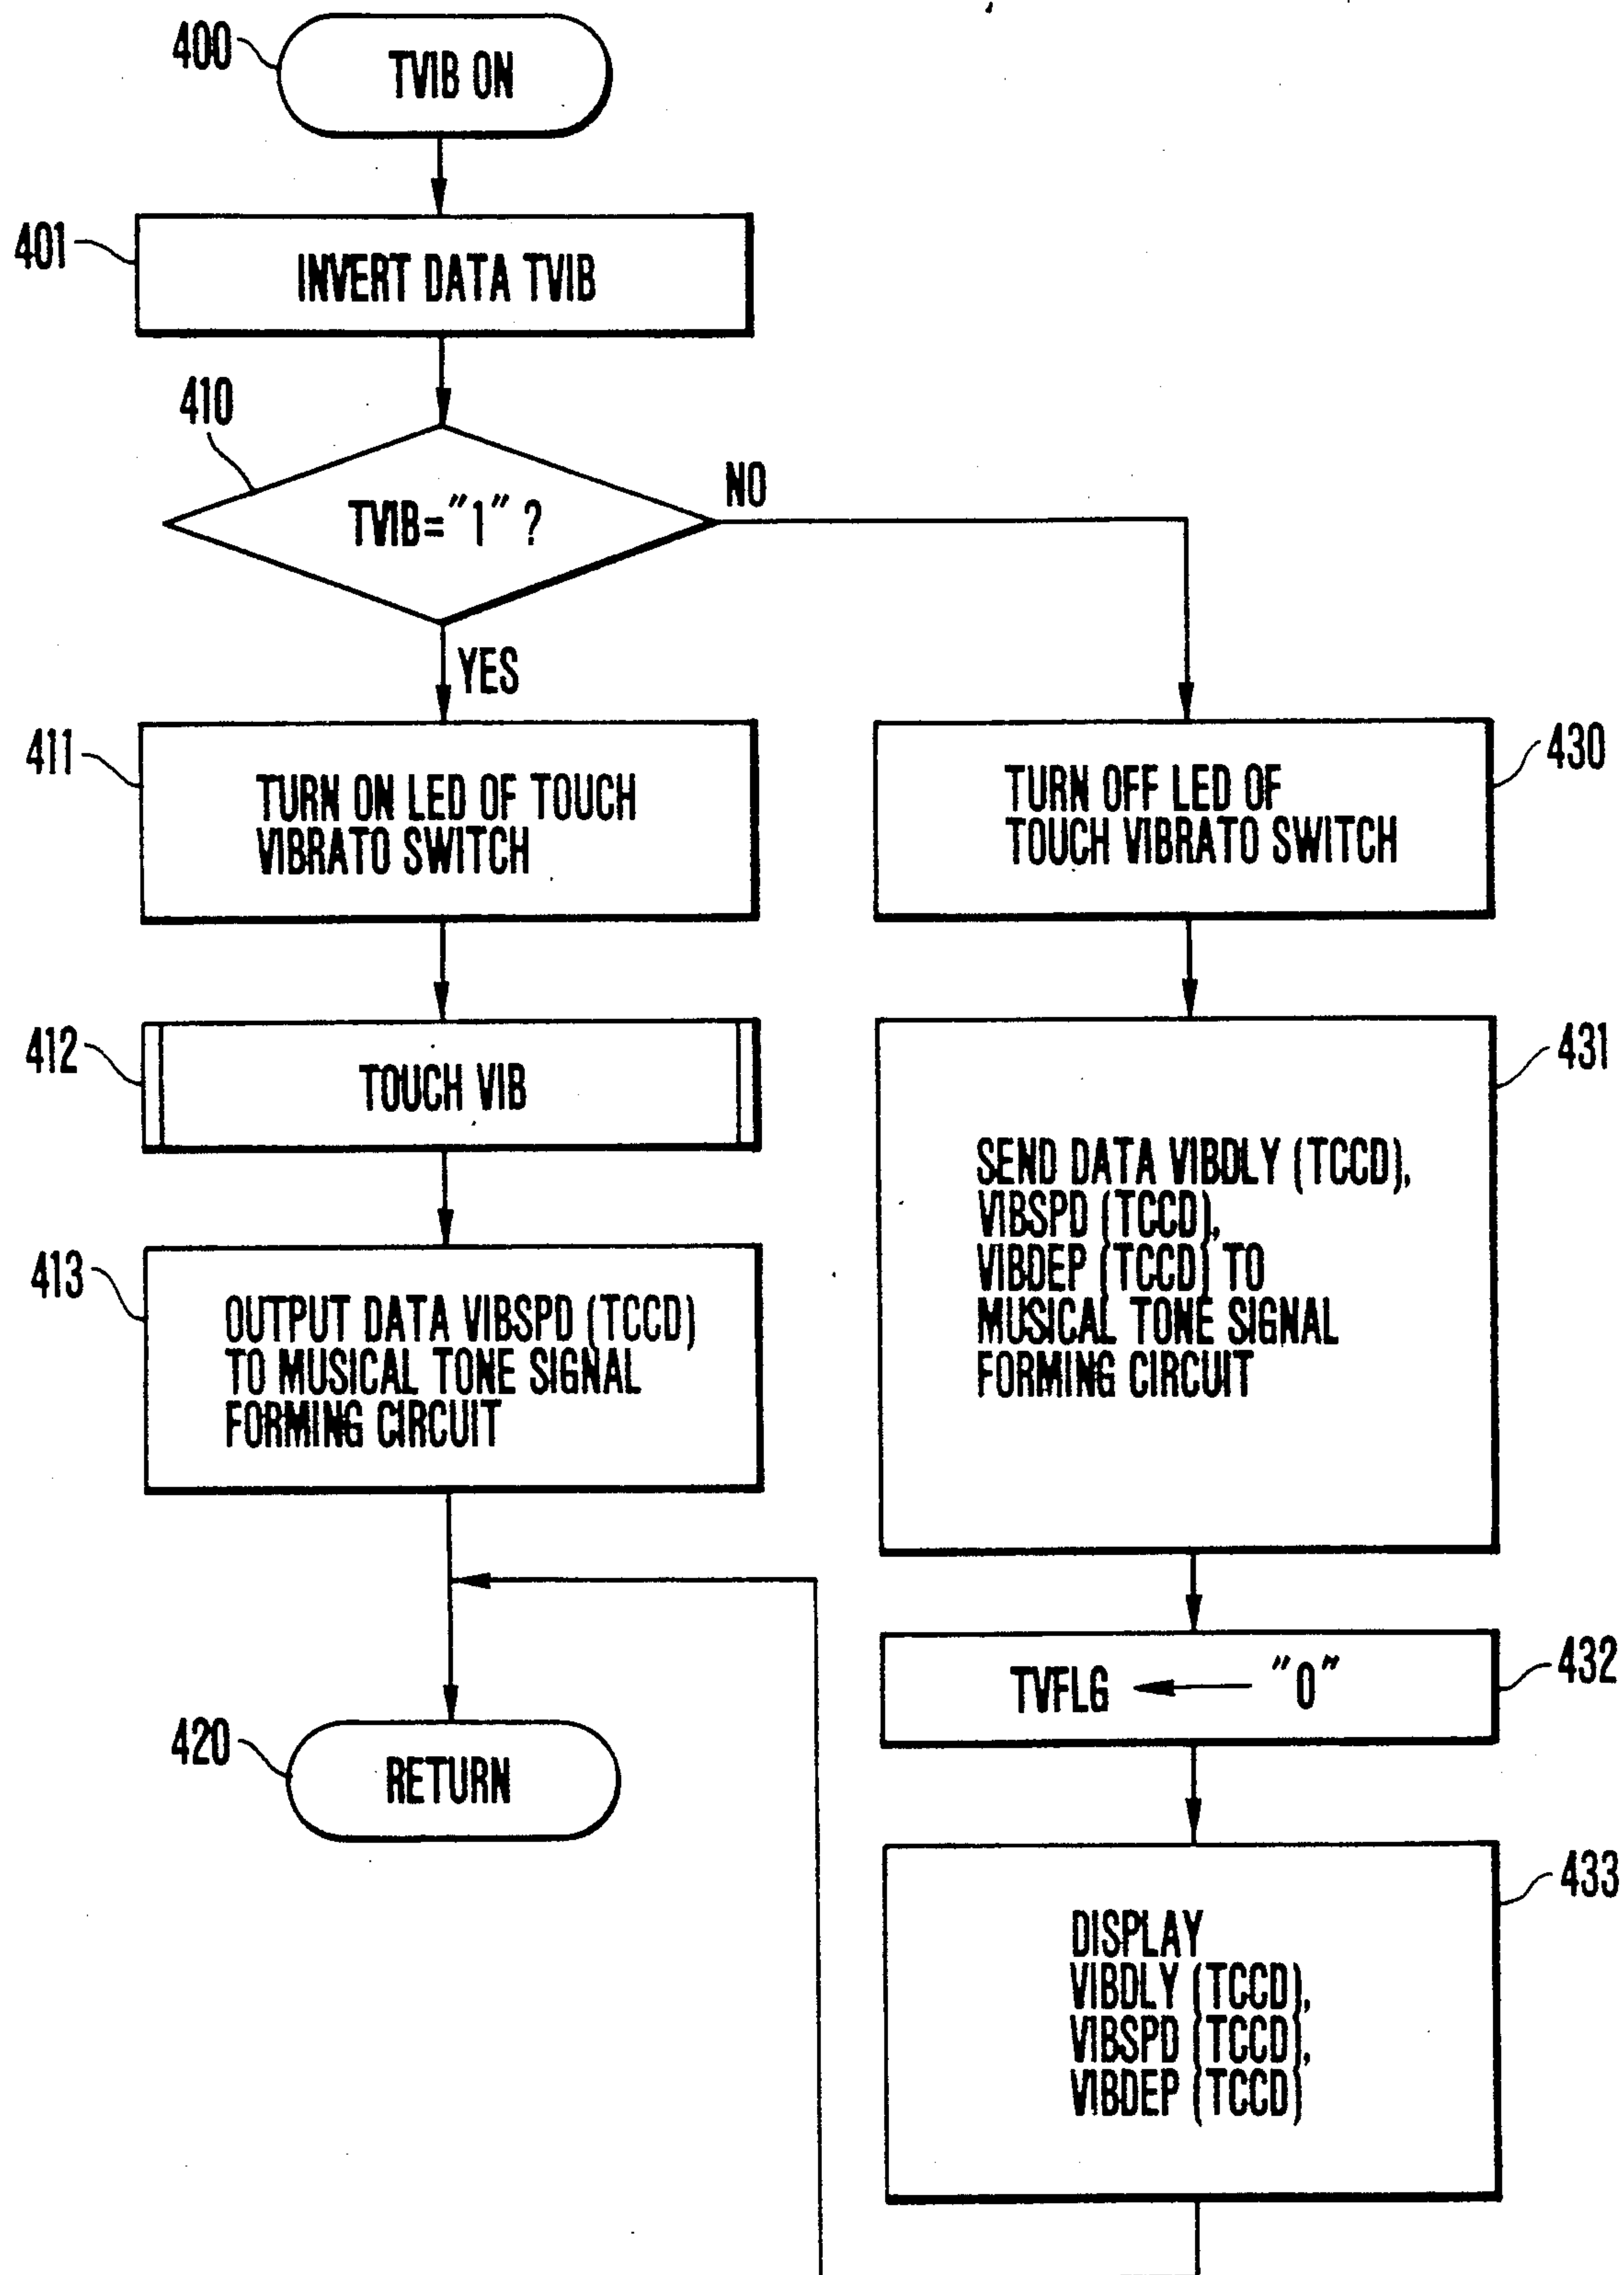 400
TVIB ON
401
INVERT DATA TVIB
410
TVIB="1"?
NO
YES
411
TURN ON LED OF TOUCH
VIBRATO SWITCH
412
TOUCH VIB
413
OUTPUT DATA VIBSPD (TCCD)
TO MUSICAL TONE SIGNAL
FORMING CIRCUIT
420
RETURN
430
TURN OFF LED OF
TOUCH VIBRATO SWITCH
431
SEND DATA VIBDLY (TCCD),
VIBSPD (TCCD),
VIBDEP (TCCD) TO
MUSICAL TONE SIGNAL
FORMING CIRCUIT
432
TVFLG ← "0"
433
DISPLAY
VIBDLY (TCCD),
VIBSPD (TCCD),
VIBDEP (TCCD)